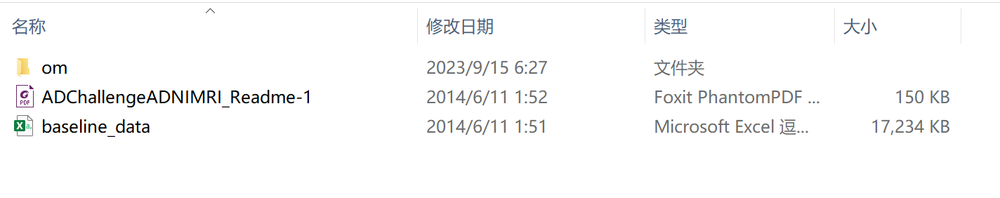 名称 修改日期 类型 大小
om 2023/9/15 6:27 文件夹
ADChallengeADNIMRI_Readme-1 2014/6/11 1:52 Foxit PhantomPDF ... 150 KB
baseline_data 2014/6/11 1:51 Microsoft Excel 逗... 17,234 KB